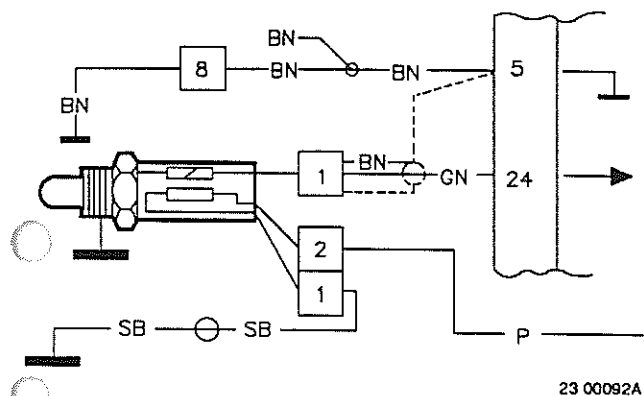 BN
8 BN BN 5
BN
1 BN GN 24
2
1
SB SB P
23 00092A